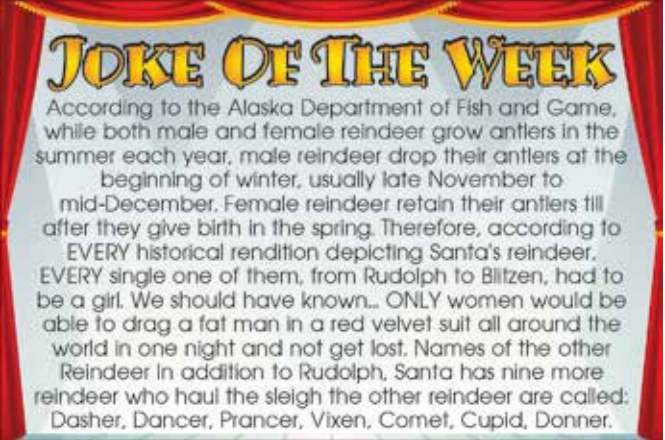 JOKE OF THE WEEK
According to the Alaska Department of Fish and Game,
while both male and female reindeer grow antlers in the
summer each year, male reindeer drop their antlers at the
beginning of winter, usually late November to
mid-December. Female reindeer retain their antlers till
after they give birth in the spring. Therefore, according to
EVERY historical rendition depicting Santa's reindeer,
EVERY single one of them, from Rudolph to Blitzen, had to
be a girl. We should have known... ONLY women would be
able to drag a fat man in a red velvet suit all around the
world in one night and not get lost. Names of the other
Reindeer In addition to Rudolph, Santa has nine more
reindeer who haul the sleigh the other reindeer are called:
Dasher, Dancer, Prancer, Vixen, Comet, Cupid, Donner.